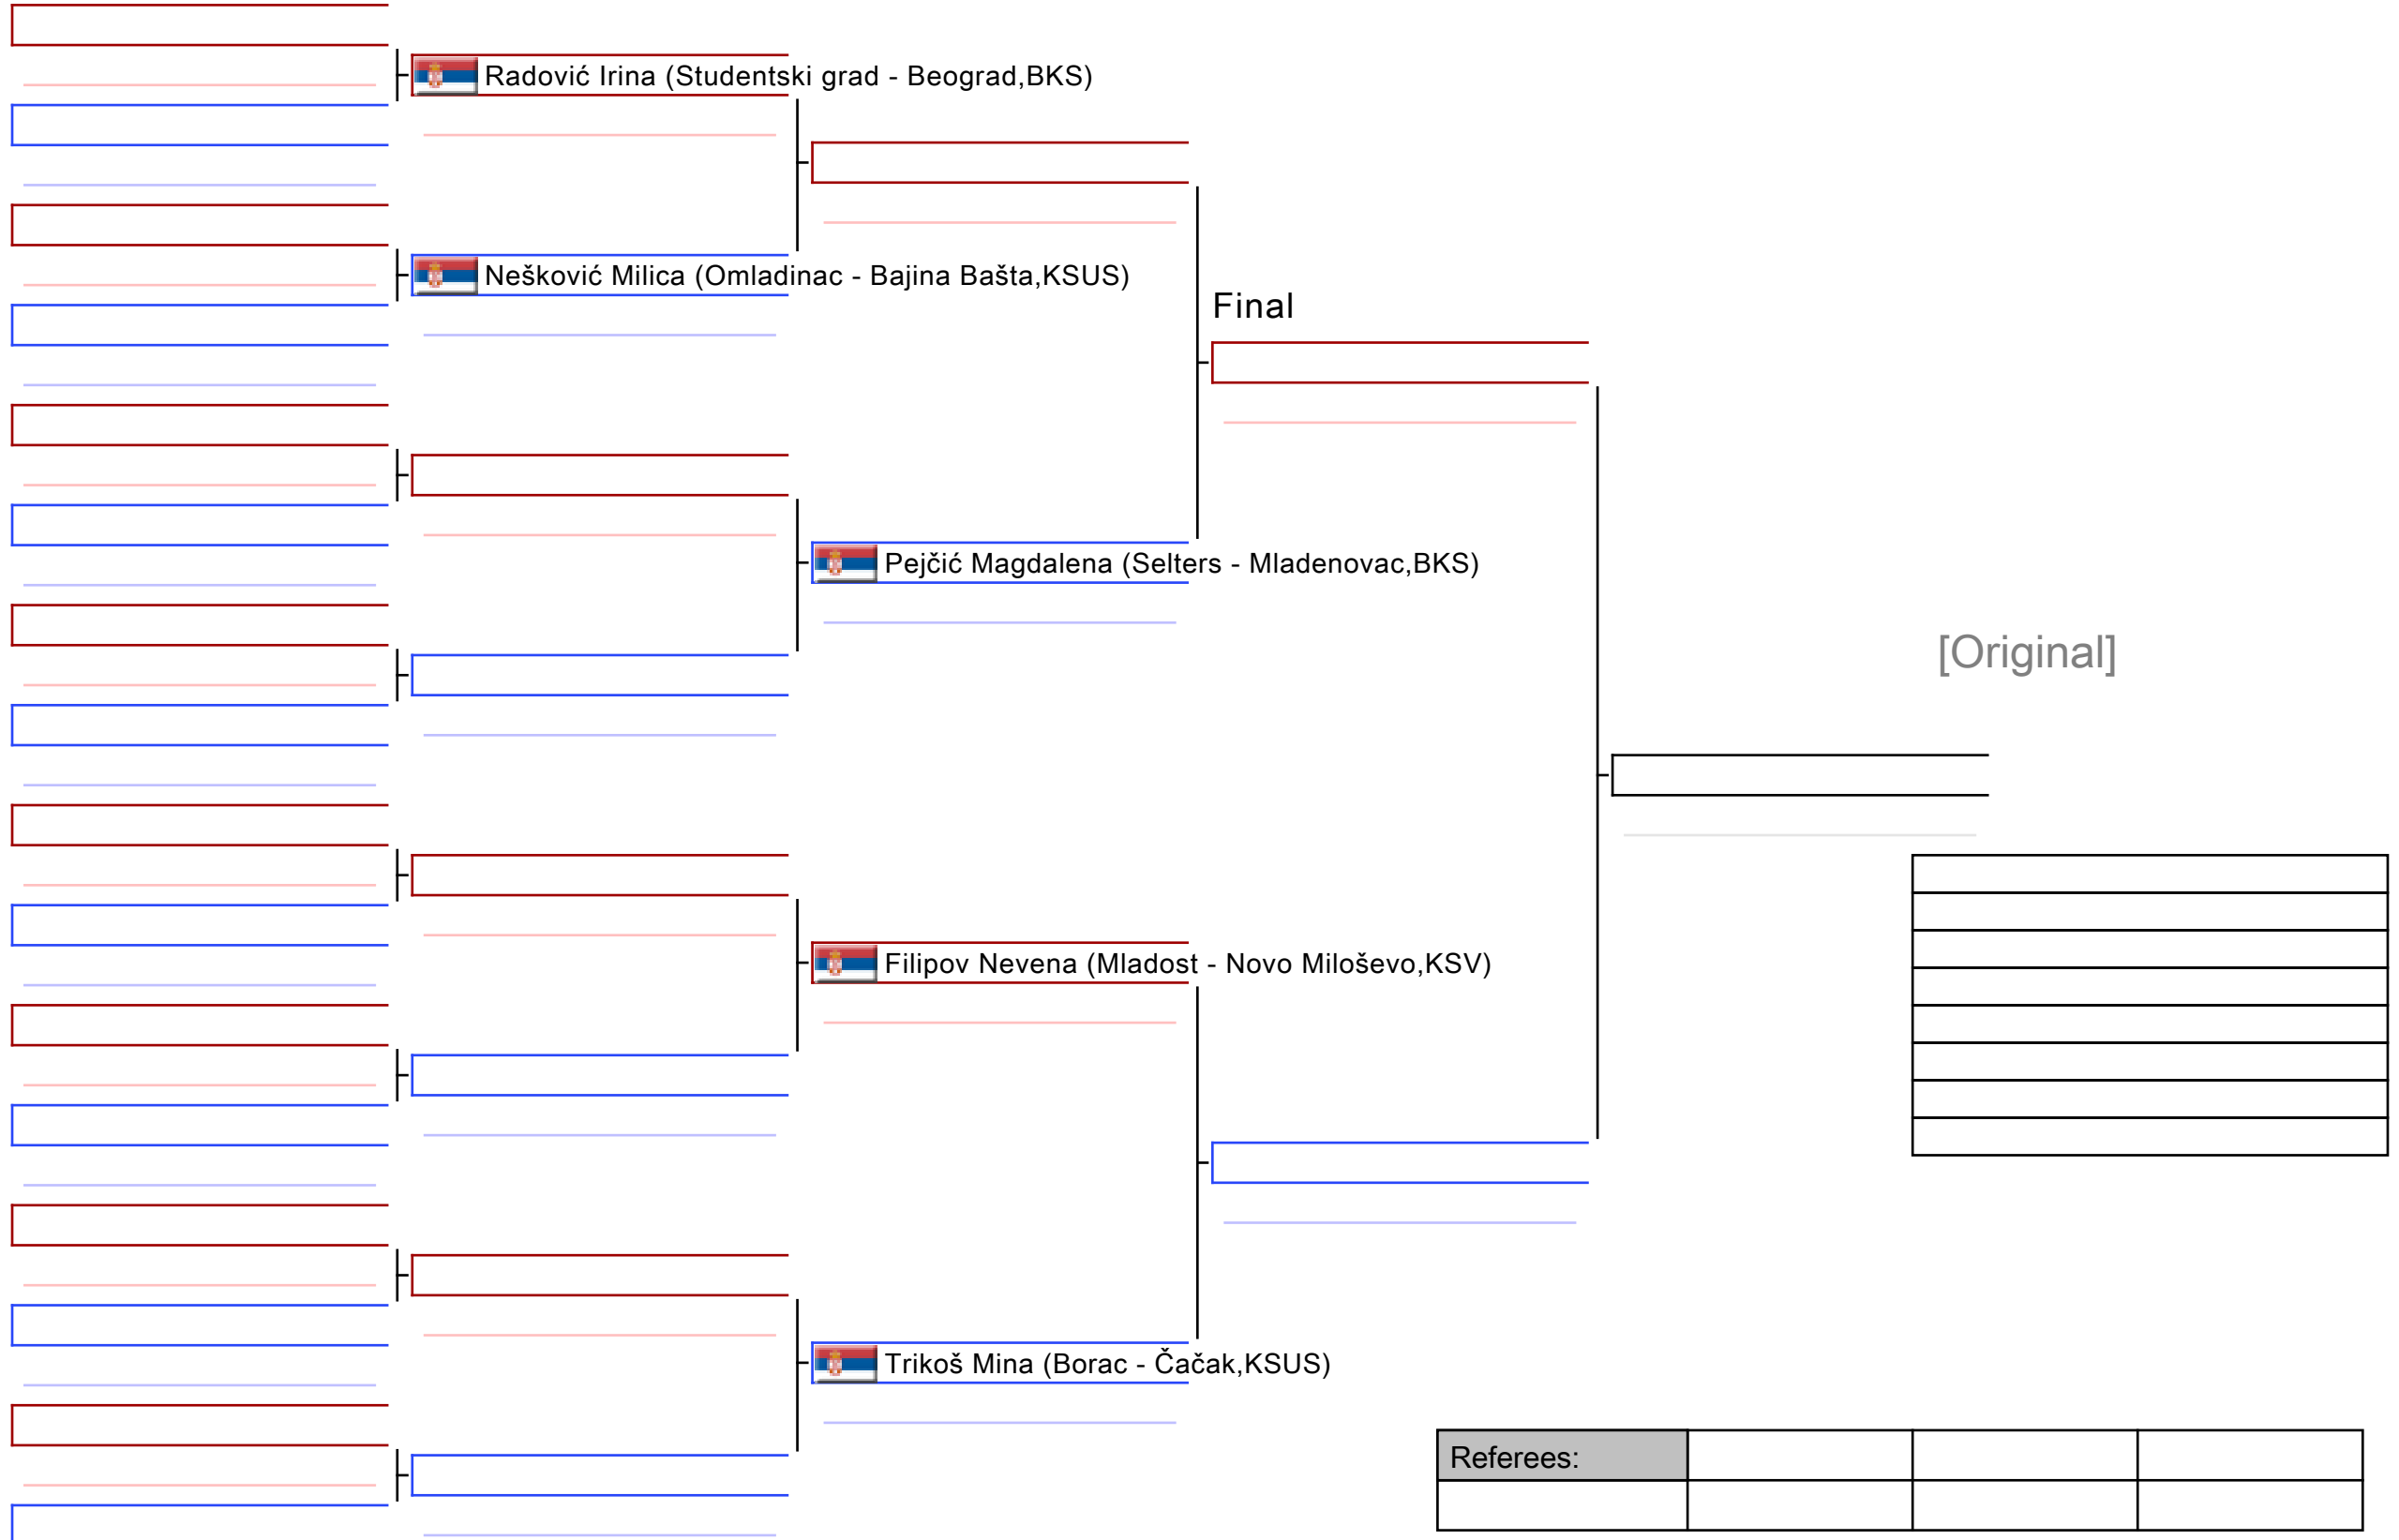 Radović Irina (Studentski grad - Beograd,BKS)
Nešković Milica (Omladinac - Bajina Bašta,KSUS)
Final
Pejčić Magdalena (Selters - Mladenovac,BKS)
[Original]
Filipov Nevena (Mladost - Novo Miloševo,KSV)
Trikoš Mina (Borac - Čačak,KSUS)
Referees: